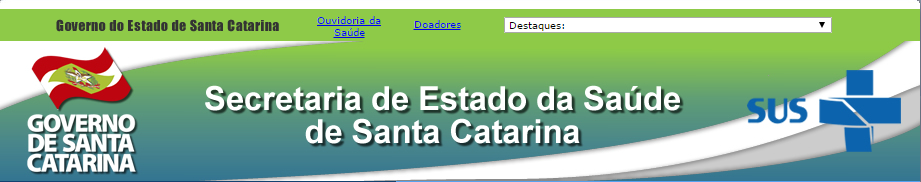 Governo do Estado de Santa Catarina
Ouvidoria da
Saúde
Doadores
Destaques:
GOVERNO
DE SANTA
CATARINA
Secretaria de Estado da Saúde
de Santa Catarina
SUS